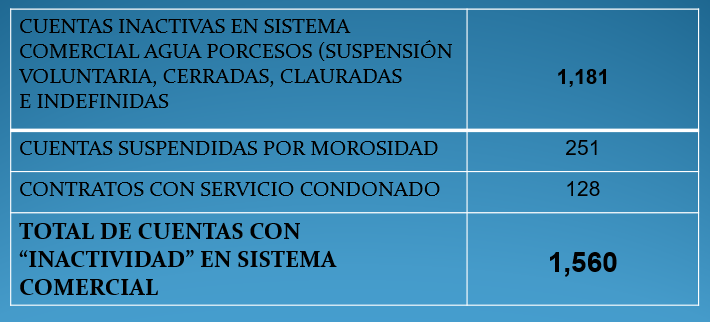 CUENTAS INACTIVAS EN SISTEMA
COMERCIAL AGUA PORCESOS (SUSPENSIÓN
VOLUNTARIA, CERRADAS, CLAURADAS
E INDEFINIDAS
1,181
CUENTAS SUSPENDIDAS POR MOROSIDAD 251
CONTRATOS CON SERVICIO CONDONADO 128
TOTAL DE CUENTAS CON
“INACTIVIDAD” EN SISTEMA
COMERCIAL
1,560